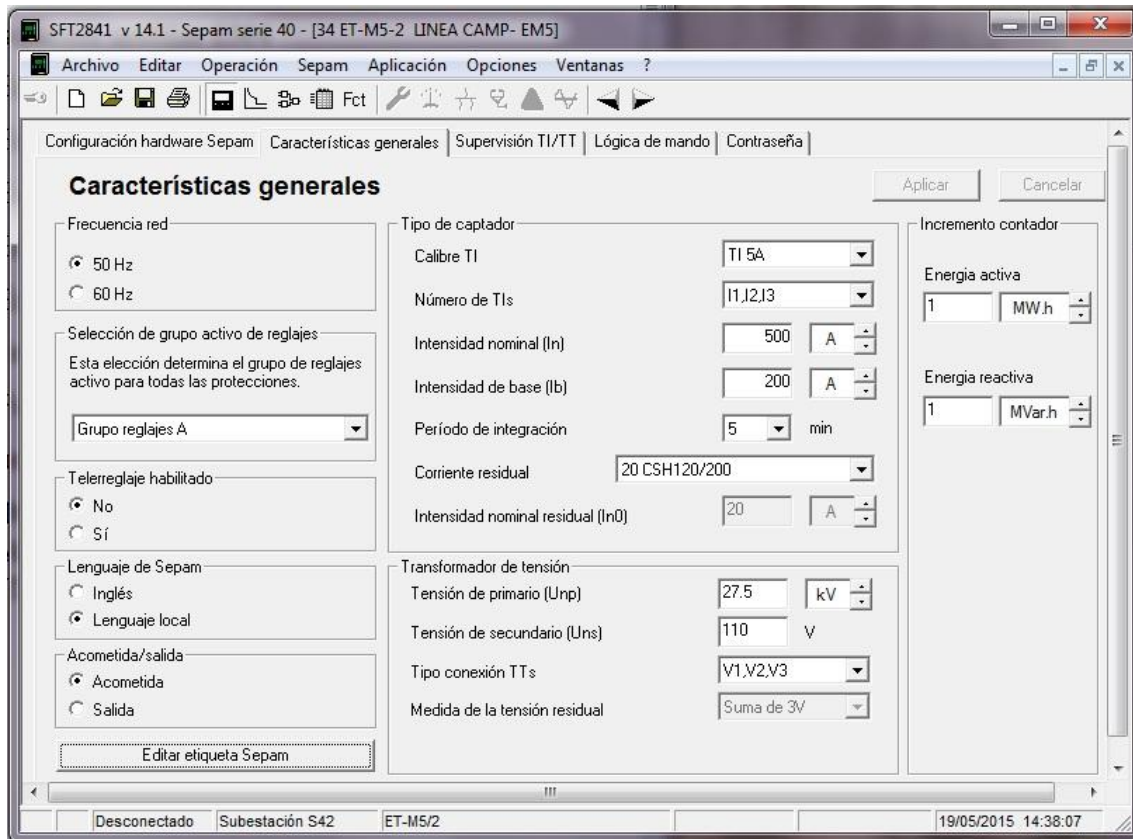 SFT2841 v 14.1 - Sepam serie 40 - [34 ET-M5-2 LINEA CAMP- EM5]
Archivo Editar Operación Sepam Aplicación Opciones Ventanas ?
Fct
Configuración hardware Sepam Características generales Supervisión TI/TT Lógica de mando Contraseña
Características generales
Aplicar Cancelar
Frecuencia red
50 Hz
60 Hz
Selección de grupo activo de reglajes
Esta elección determina el grupo de reglajes
activo para todas las protecciones.
Grupo reglajes A
Telerreglaje habilitado
No
Sí
Lenguaje de Sepam
Inglés
Lenguaje local
Acometida/salida
Acometida
Salida
Editar etiqueta Sepam
Tipo de captador
Calibre TI TI 5A
Número de TIs I1,I2,I3
Intensidad nominal (In) 500 A
Intensidad de base (Ib) 200 A
Período de integración 5 min
Corriente residual 20 CSH120/200
Intensidad nominal residual (In0) 20 A
Transformador de tensión
Tensión de primario (Unp) 27.5 kV
Tensión de secundario (Uns) 110 V
Tipo conexión TTs V1,V2,V3
Medida de la tensión residual Suma de 3V
Incremento contador
Energia activa
1 MW.h
Energia reactiva
1 MVar.h
Desconectado Subestación S42 ET-M5/2 19/05/2015 14:38:07